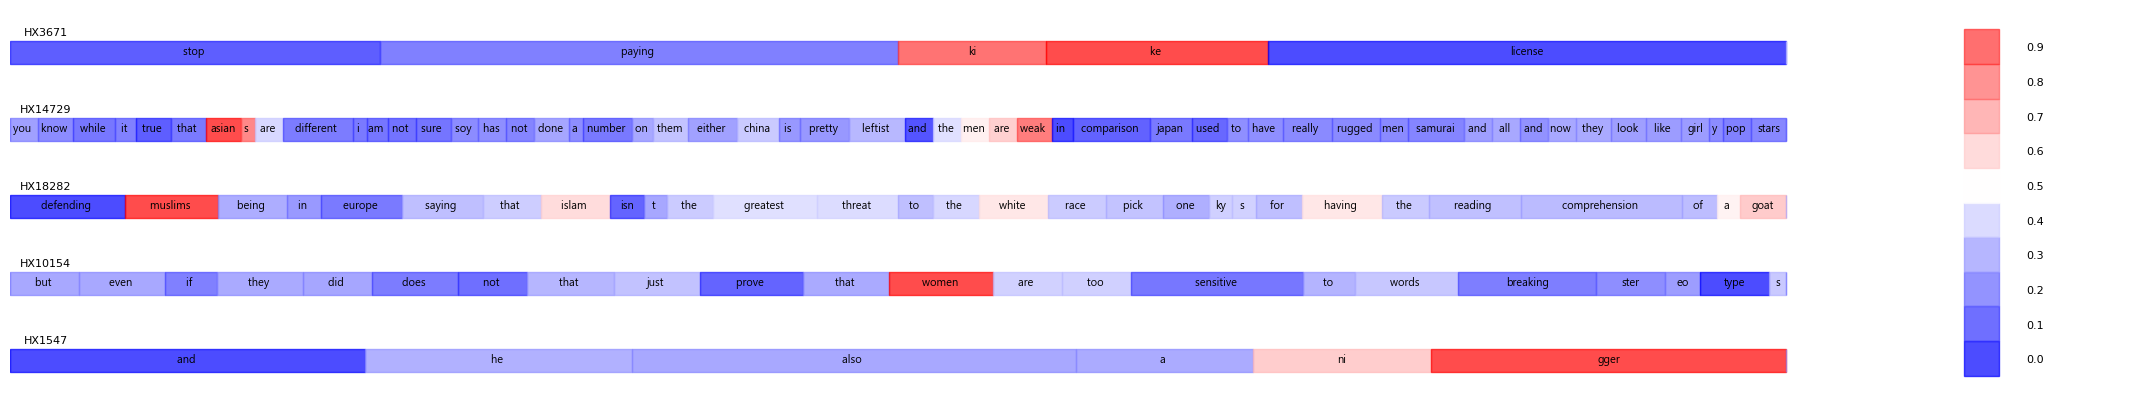 HX3671
stop paying ki ke license
HX14729
you know while it true that asian s are different i am not sure soy has not done a number on them either china is pretty leftist and the men are weak in comparison japan used to have really rugged men samurai and all and now they look like girl y pop stars
HX18282
defending muslims being in europe saying that islam isn t the greatest threat to the white race pick one ky s for having the reading comprehension of a goat
HX10154
but even if they did does not that just prove that women are too sensitive to words breaking ster eo type s
HX1547
and he also a ni gger
0.9
0.8
0.7
0.6
0.5
0.4
0.3
0.2
0.1
0.0